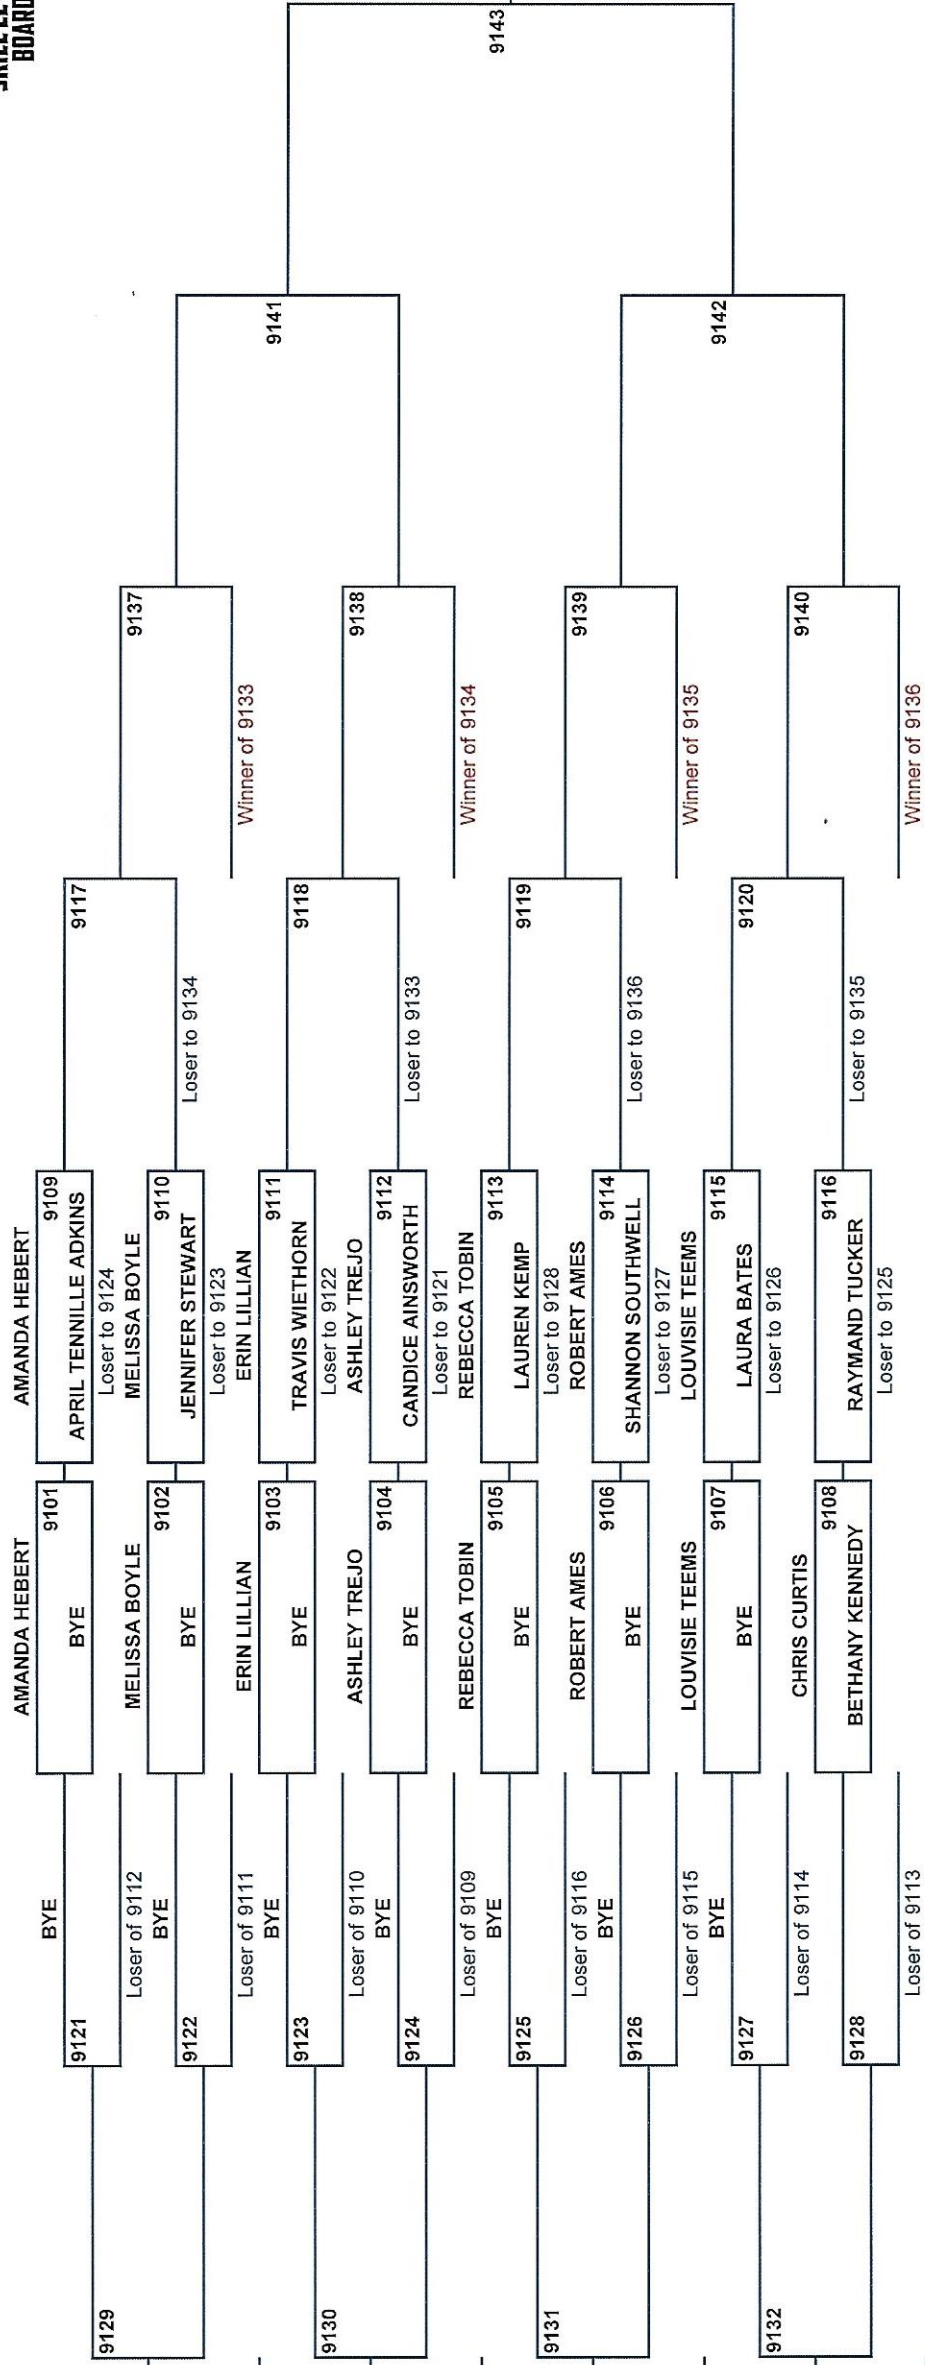 BOARD
9129
9130
9131
9132
BYE
9121
Loser of 9112
BYE
9122
Loser of 9111
BYE
9123
Loser of 9110
BYE
9124
Loser of 9109
BYE
9125
Loser of 9116
BYE
9126
Loser of 9115
BYE
9127
Loser of 9114
9128
Loser of 9113
AMANDA HEBERT
9101
BYE
MELISSA BOYLE
9102
BYE
ERIN LILLIAN
9103
BYE
ASHLEY TREJO
9104
BYE
REBECCA TOBIN
9105
BYE
ROBERT AMES
9106
BYE
LOUVISIE TEEMS
9107
BYE
CHRIS CURTIS
9108
BETHANY KENNEDY
AMANDA HEBERT
9109
APRIL TENNILLE ADKINS
Loser to 9124
MELISSA BOYLE
9110
JENNIFER STEWART
Loser to 9123
ERIN LILLIAN
9111
TRAVIS WIETHORN
Loser to 9122
ASHLEY TREJO
9112
CANDICE AINSWORTH
Loser to 9121
REBECCA TOBIN
9113
LAUREN KEMP
Loser to 9128
ROBERT AMES
9114
SHANNON SOUTHWELL
Loser to 9127
LOUVISIE TEEMS
9115
LAURA BATES
Loser to 9126
9116
RAYMAND TUCKER
Loser to 9125
9117
Loser to 9134
9118
Loser to 9133
9119
Loser to 9136
9120
Loser to 9135
9137
Winner of 9133
9138
Winner of 9134
9139
Winner of 9135
9140
Winner of 9136
9141
9142
9143